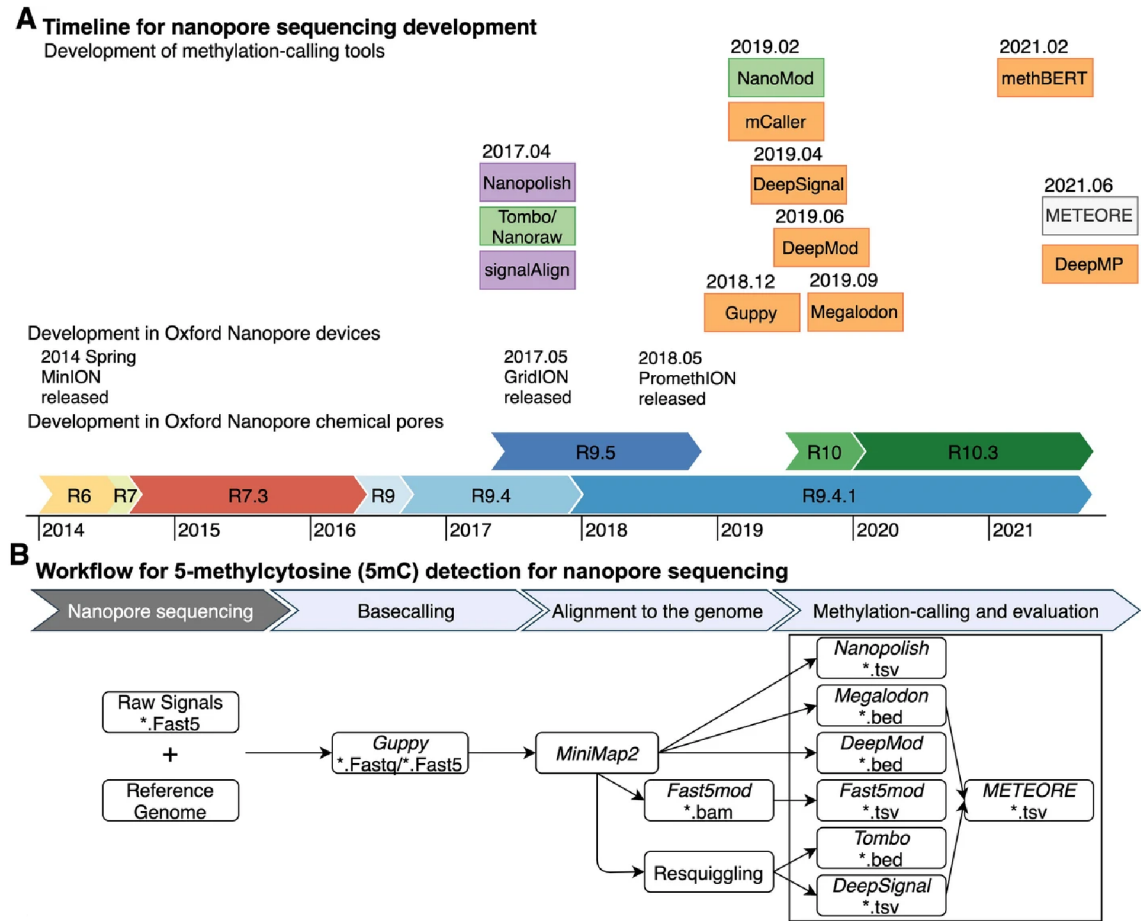 A Timeline for nanopore sequencing development
Development of methylation-calling tools
2017.04
Nanopolish
Tombo/
Nanoraw
signalAlign
2019.02
NanoMod
mCaller
2019.04
DeepSignal
2019.06
DeepMod
2018.12
Guppy
2019.09
Megalodon
2021.02
methBERT
2021.06
METEORE
DeepMP
Development in Oxford Nanopore devices
2014 Spring
MinION
released
2017.05
GridION
released
2018.05
PromethION
released
Development in Oxford Nanopore chemical pores
R9.5
R10
R10.3
R6
R7
R7.3
R9
R9.4
R9.4.1
2014
2015
2016
2017
2018
2019
2020
2021
B Workflow for 5-methylcytosine (5mC) detection for nanopore sequencing
Nanopore sequencing
Basecalling
Alignment to the genome
Methylation-calling and evaluation
Raw Signals
*.Fast5
+
Reference
Genome
Guppy
*.Fastq/*.Fast5
MiniMap2
Fast5mod
*.bam
Resquiggling
Nanopolish
*.tsv
Megalodon
*.bed
DeepMod
*.bed
Fast5mod
*.tsv
Tombo
*.bed
DeepSignal
*.tsv
METEORE
*.tsv